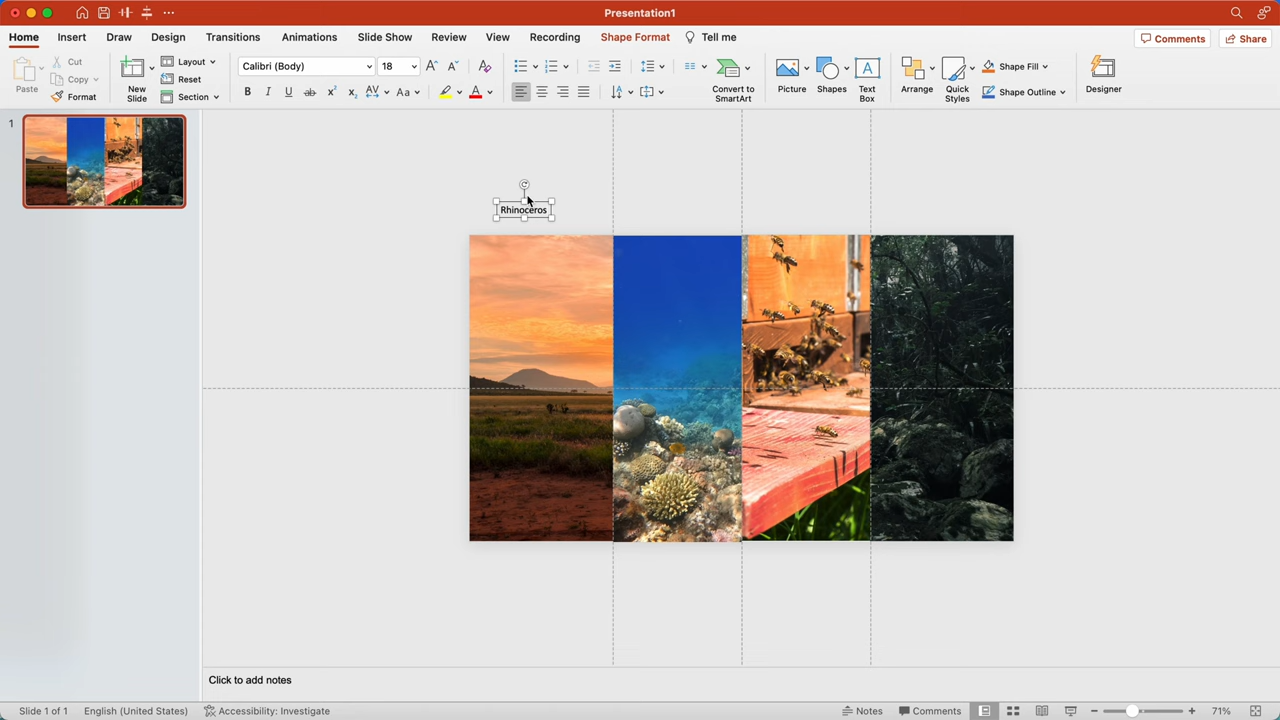 Presentation1
Home Insert Draw Design Transitions Animations Slide Show Review View Recording Shape Format Tell me Comments Share
Paste
Cut
Copy
Format
New Slide
Layout
Reset
Section
Calibri (Body) 18
Convert to SmartArt
Picture
Shapes
Text Box
Arrange
Quick Styles
Shape Fill
Shape Outline
Designer
1
Rhinoceros
Click to add notes
Slide 1 of 1 English (United States) Accessibility: Investigate Notes Comments 71%